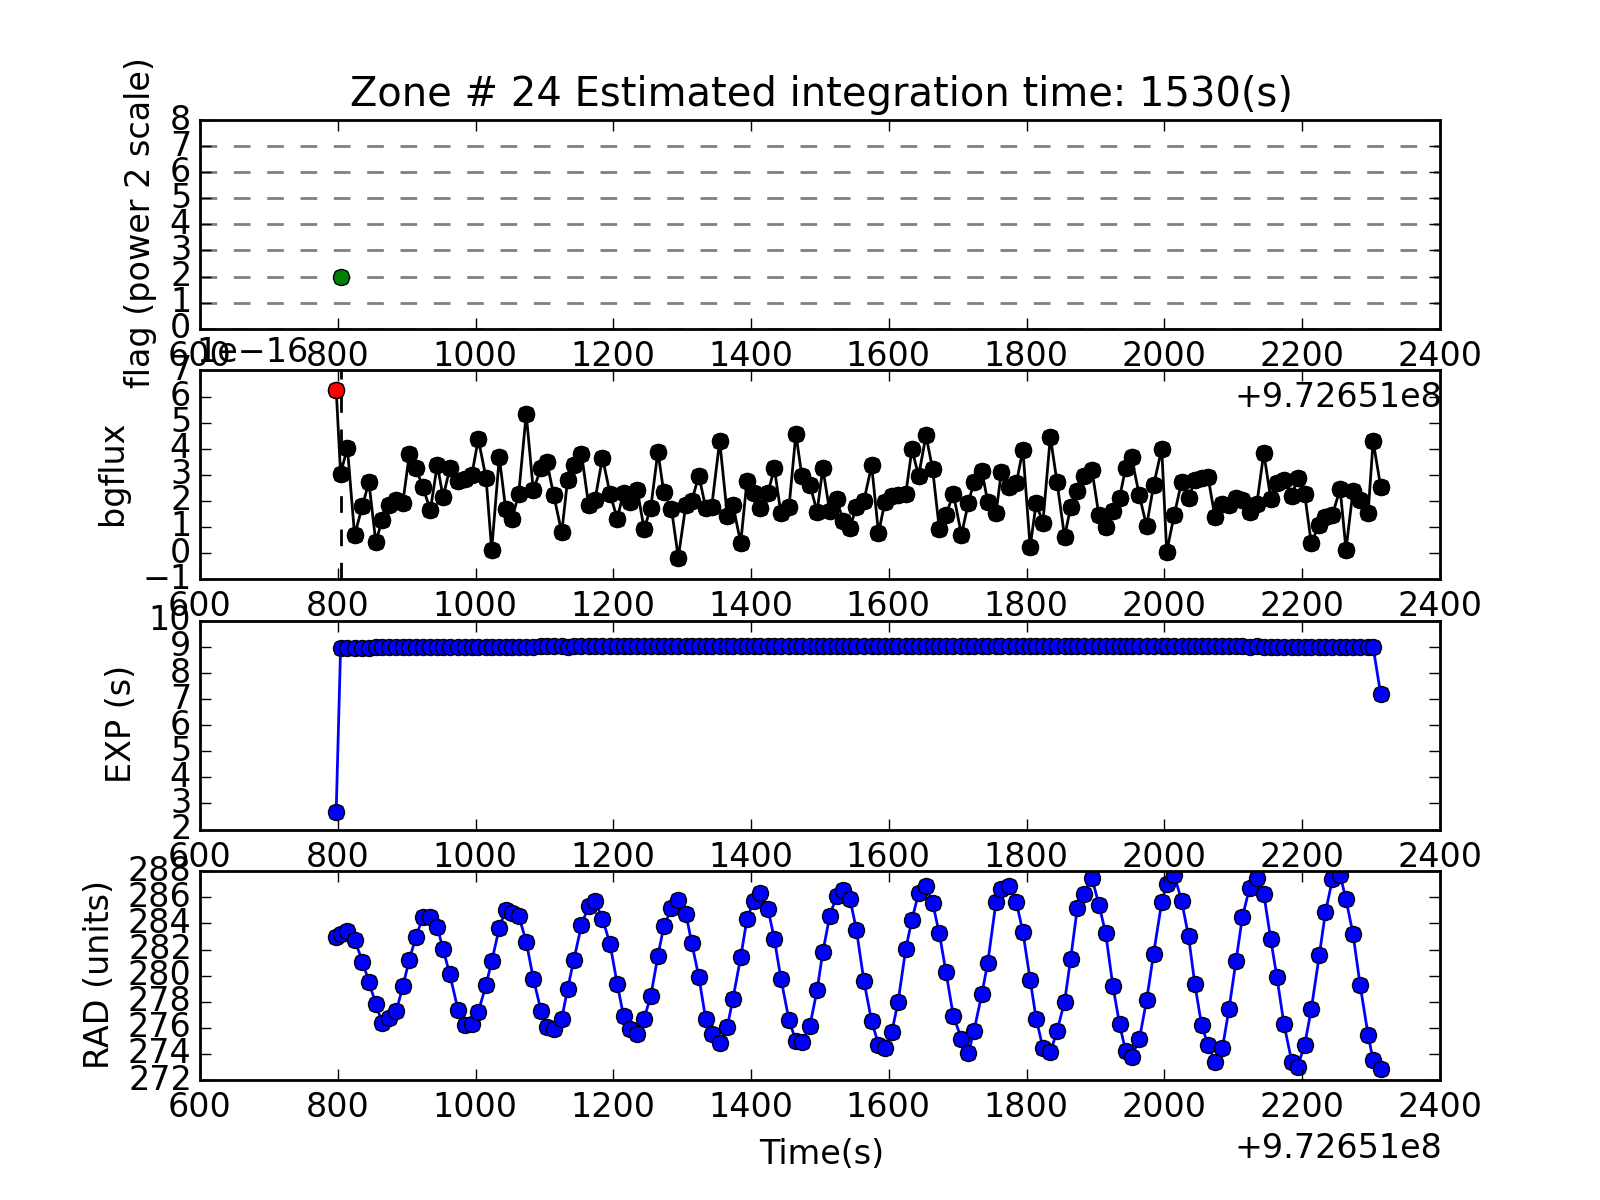 Zone # 24 Estimated integration time: 1530(s)
flag (power 2 scale)
8
7
6
5
4
3
2
1
0
600 800 1000 1200 1400 1600 1800 2000 2200 2400
1e−16
+9.72651e8
bgflux
7
6
5
4
3
2
1
0
−1
600 800 1000 1200 1400 1600 1800 2000 2200 2400
EXP (s)
10
9
8
7
6
5
4
3
2
600 800 1000 1200 1400 1600 1800 2000 2200 2400
RAD (units)
288
286
284
282
280
278
276
274
272
600 800 1000 1200 1400 1600 1800 2000 2200 2400
Time(s)
+9.72651e8